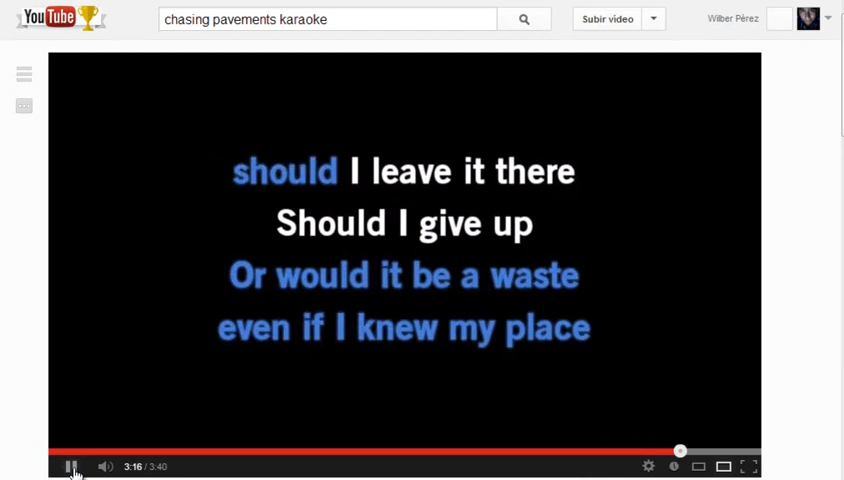 YouTube
chasing pavements karaoke
Subir video
Wilber Pérez
should I leave it there
Should I give up
Or would it be a waste
even if I knew my place
3:16 / 3:40